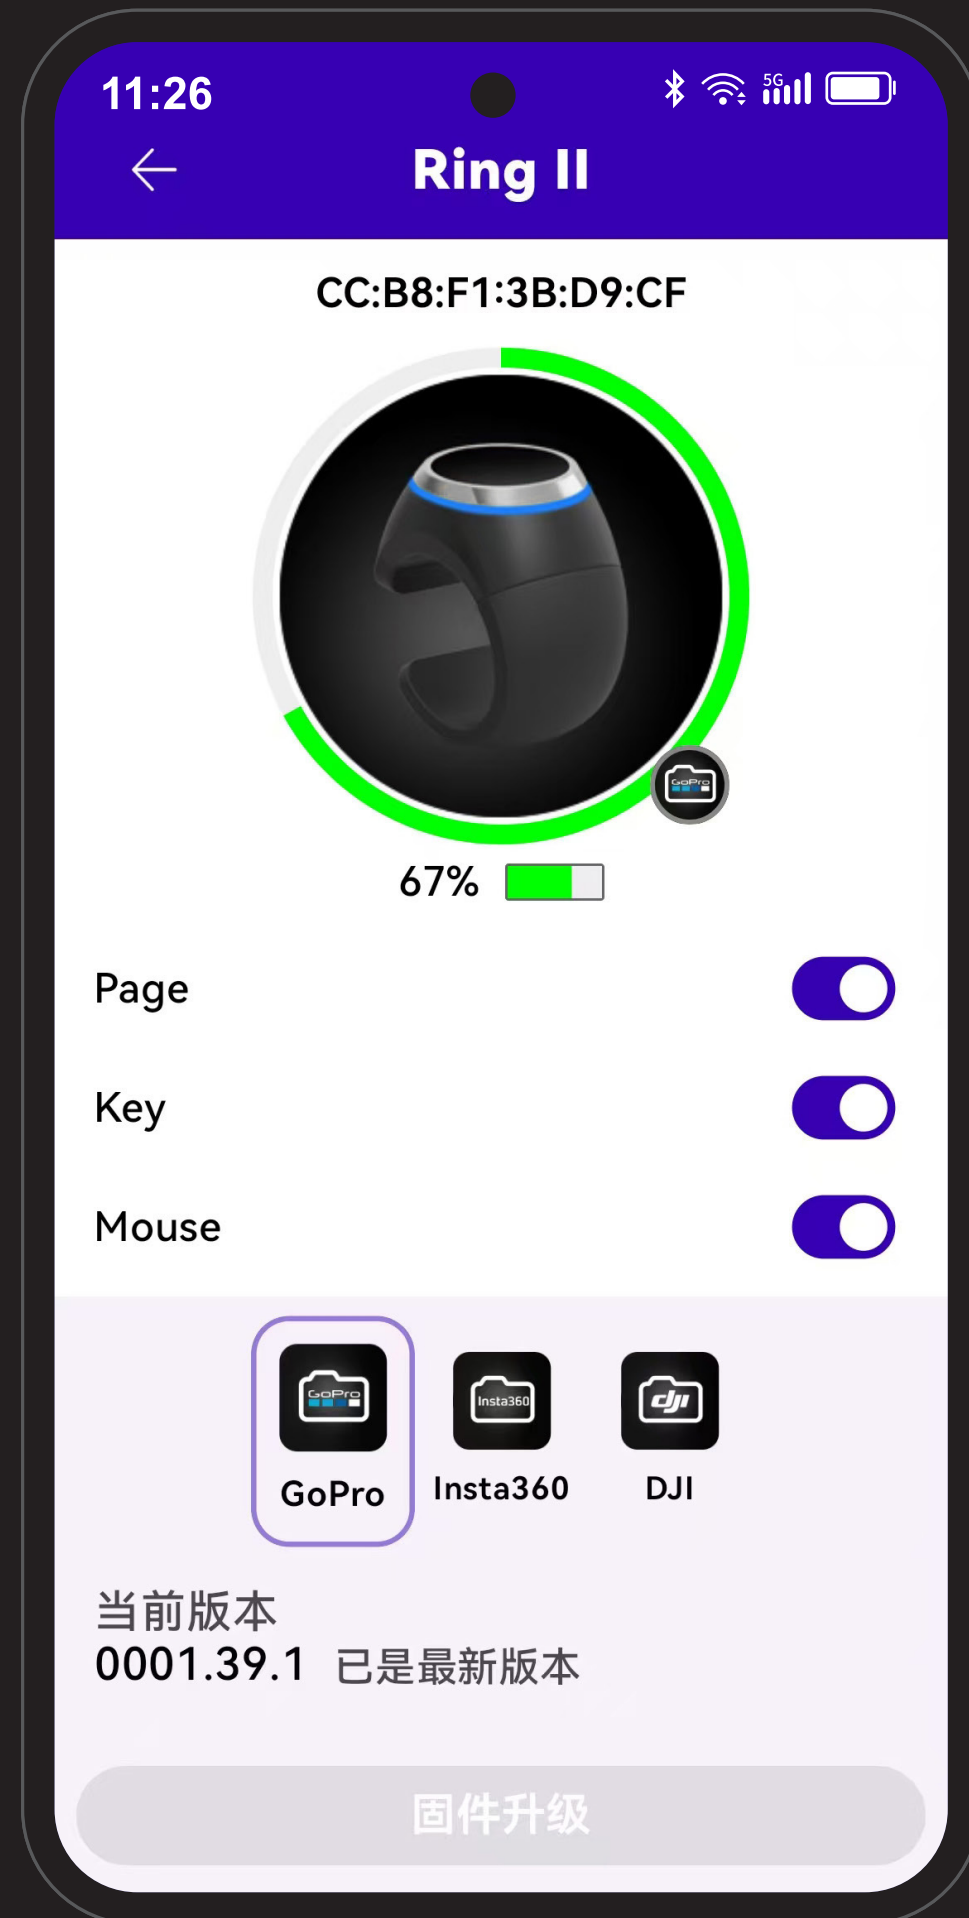 11:26
5G
Ring II
CC:B8:F1:3B:D9:CF
GoPro
67%
Page
Key
Mouse
GoPro
Insta360
dji
GoPro
Insta360
DJI
当前版本
0001.39.1 已是最新版本
固件升级